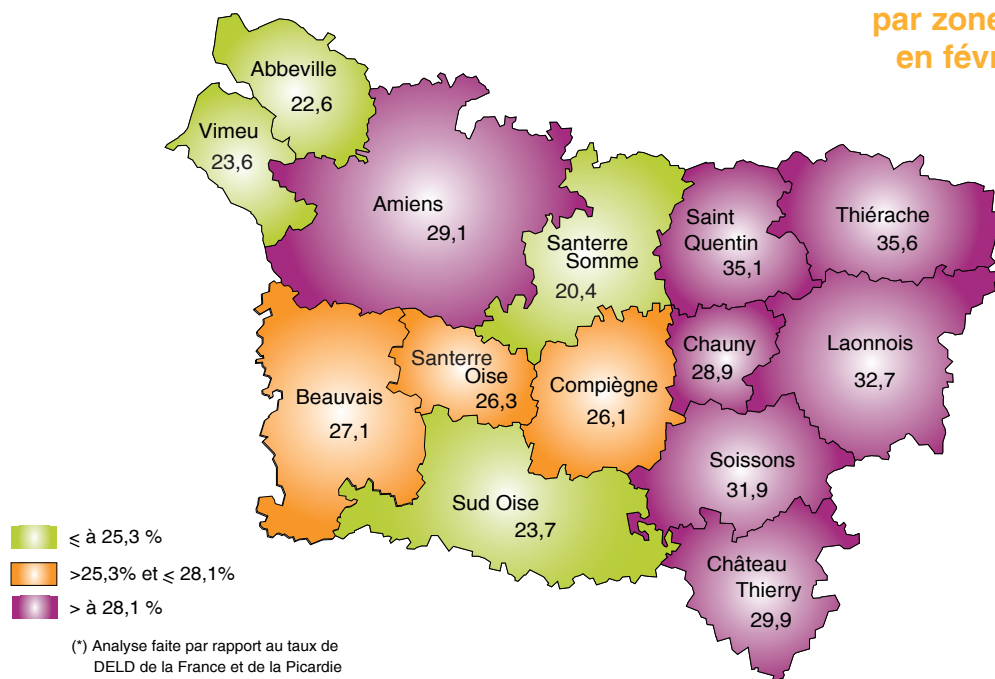 par zone
en févr
Abbeville
22,6
Vimeu
23,6
Amiens
29,1
Santerre
Somme
20,4
Saint
Quentin
35,1
Thiérache
35,6
Beauvais
27,1
Santerre
Oise
26,3
Compiègne
26,1
Chauny
28,9
Laonnois
32,7
Soissons
31,9
Sud Oise
23,7
Château
Thierry
29,9
⩽ à 25,3 %
>25,3% et ⩽ 28,1%
> à 28,1 %
(*) Analyse faite par rapport au taux de
DELD de la France et de la Picardie